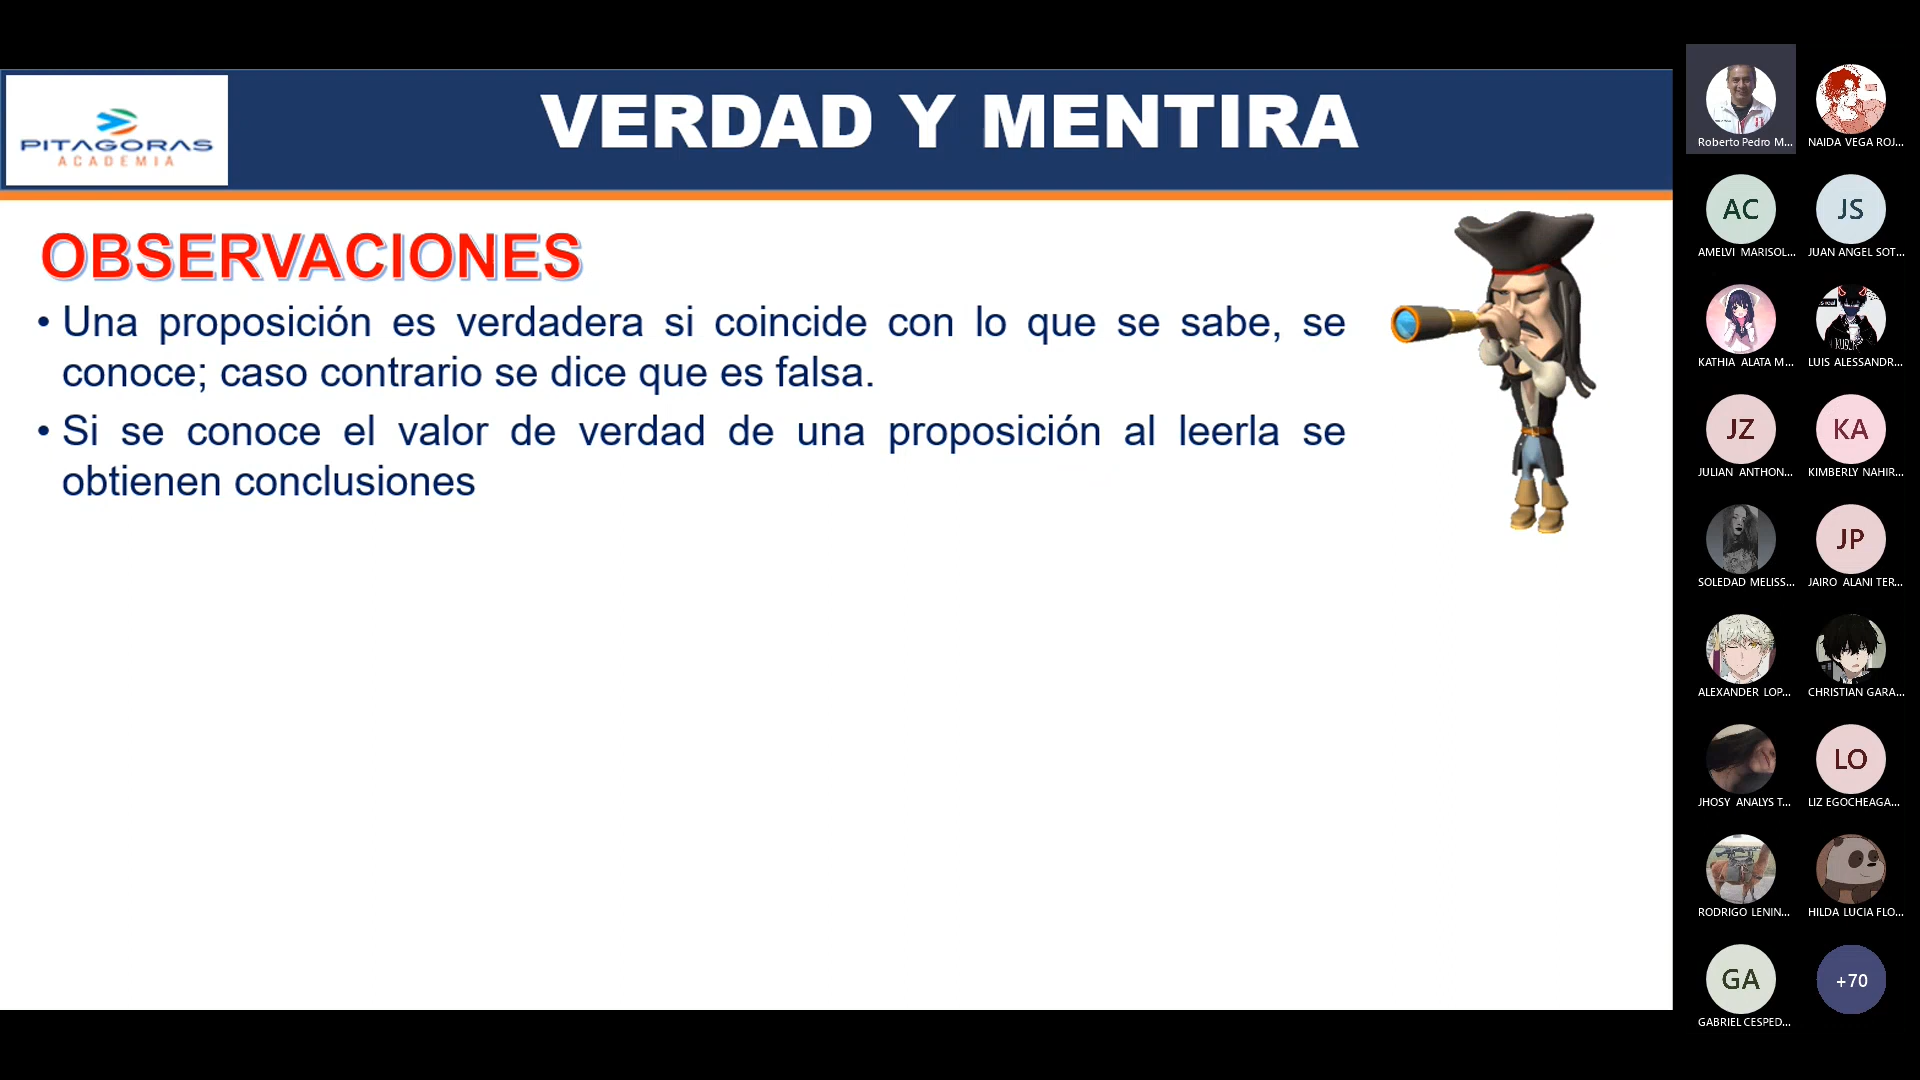 PITAGORAS
ACADEMIA
VERDAD Y MENTIRA
OBSERVACIONES
• Una proposición es verdadera si coincide con lo que se sabe, se
conoce; caso contrario se dice que es falsa.
• Si se conoce el valor de verdad de una proposición al leerla se
obtienen conclusiones
Roberto Pedro M...
NAIDA VEGA ROJ...
AC
JS
AMELVI MARISOL...
JUAN ANGEL SOT...
KATHIA ALATA M...
LUIS ALESSANDR...
JZ
KA
JULIAN ANTHON...
KIMBERLY NAHIR...
JP
SOLEDAD MELISS...
JAIRO ALANI TER...
ALEXANDER LOP...
CHRISTIAN GARA...
LO
JHOSY ANALYS T...
LIZ EGOCHEAGA...
RODRIGO LENIN...
HILDA LUCIA FLO...
GA
+70
GABRIEL CESPED...